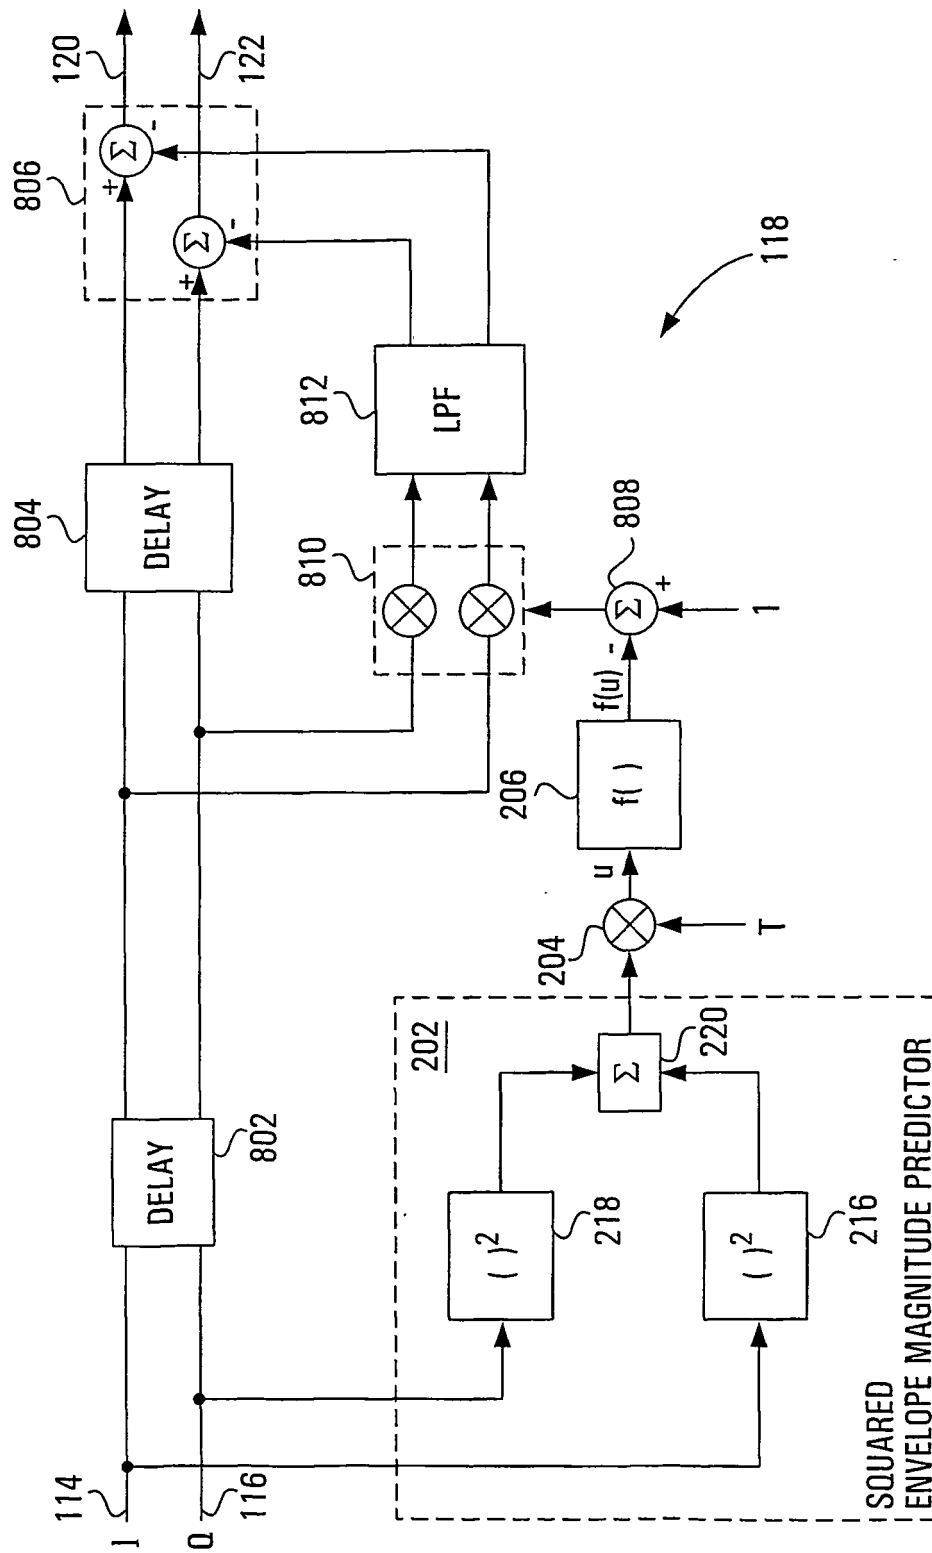 120
122
806
Σ
+
-
Σ
+
-
118
804
DELAY
812
LPF
810
808
Σ
+
-
1
f(u)
206
f( )
u
204
T
802
DELAY
202
Σ
220
( )²
218
( )²
216
SQUARED
ENVELOPE MAGNITUDE PREDICTOR
114
I
116
Q